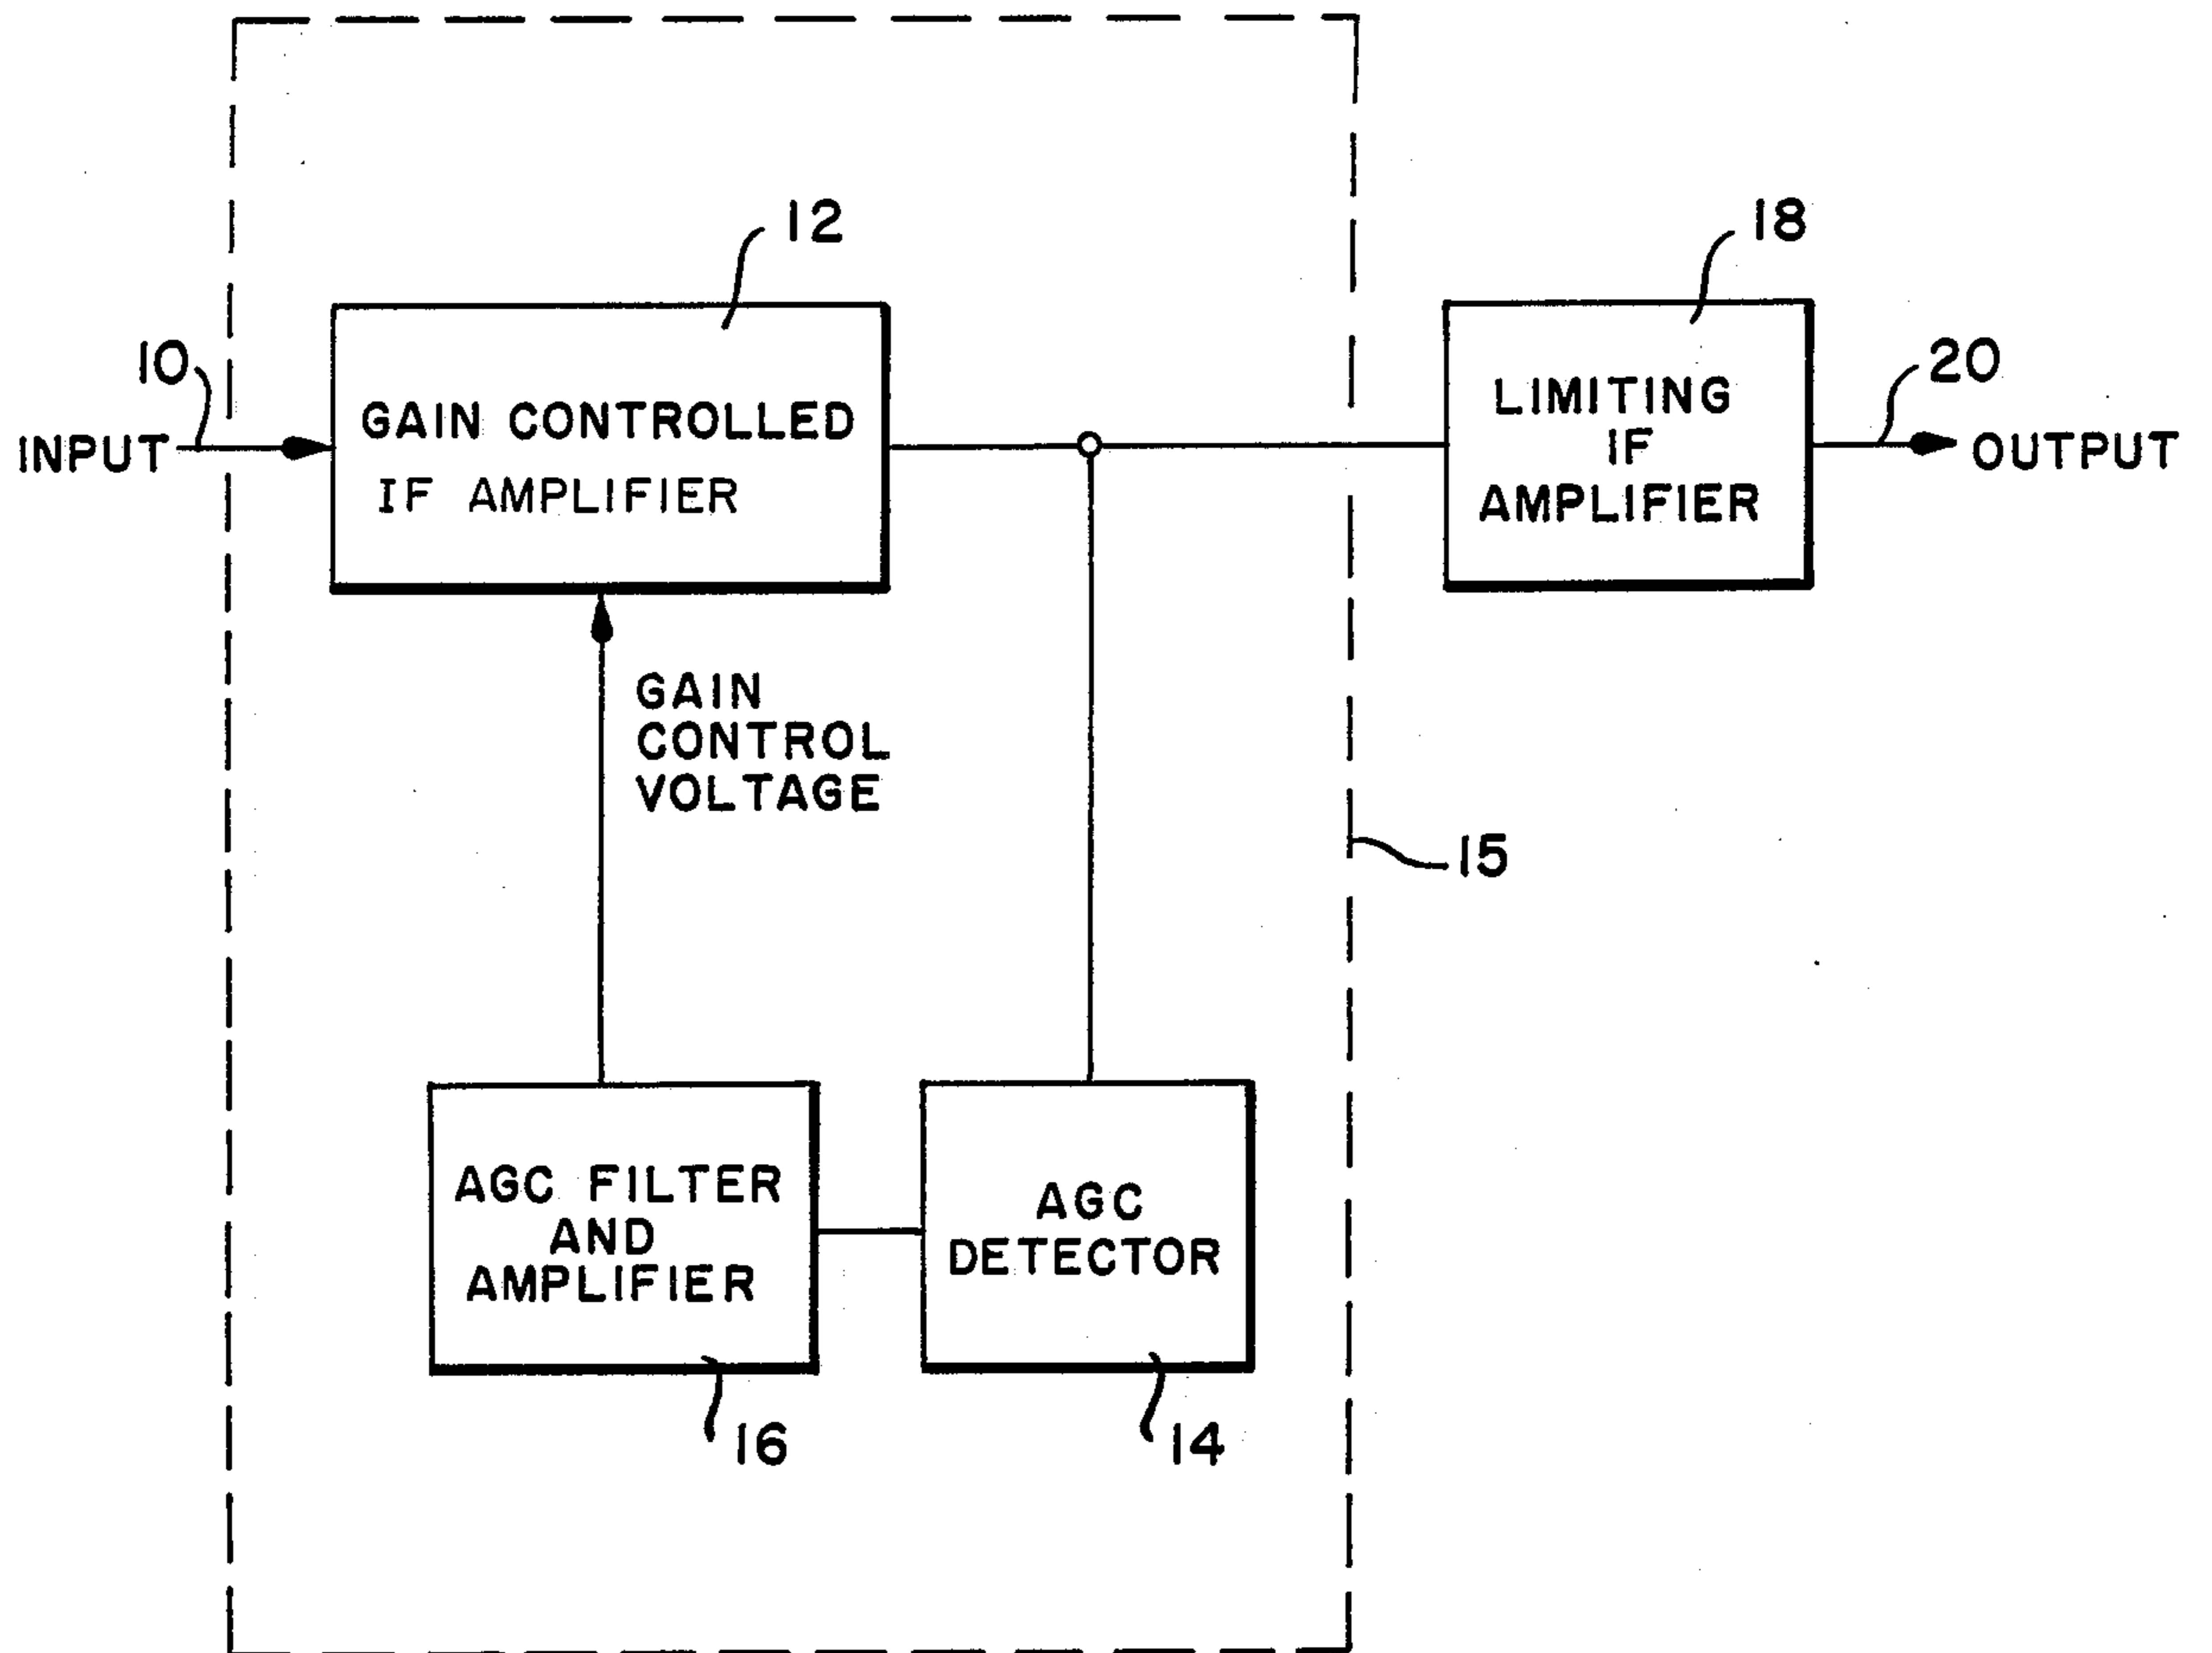 12
18
10
20
INPUT
GAIN CONTROLLED
IF AMPLIFIER
LIMITING
IF
AMPLIFIER
OUTPUT
GAIN
CONTROL
VOLTAGE
15
AGC FILTER
AND
AMPLIFIER
AGC
DETECTOR
16
14